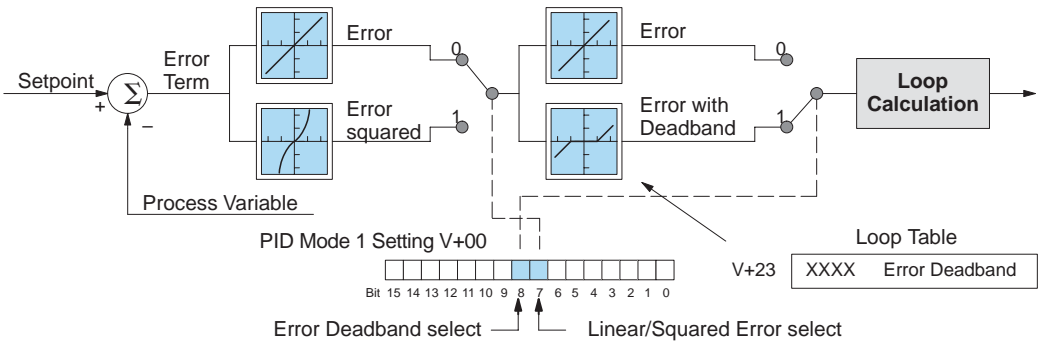 Setpoint
+
Σ
−
Error
Term
Process Variable
Error
Error
squared
0
1
Error
Error with
Deadband
0
1
Loop
Calculation
PID Mode 1 Setting V+00
Bit 15 14 13 12 11 10 9 8 7 6 5 4 3 2 1 0
Error Deadband select
Linear/Squared Error select
Loop Table
V+23 XXXX Error Deadband